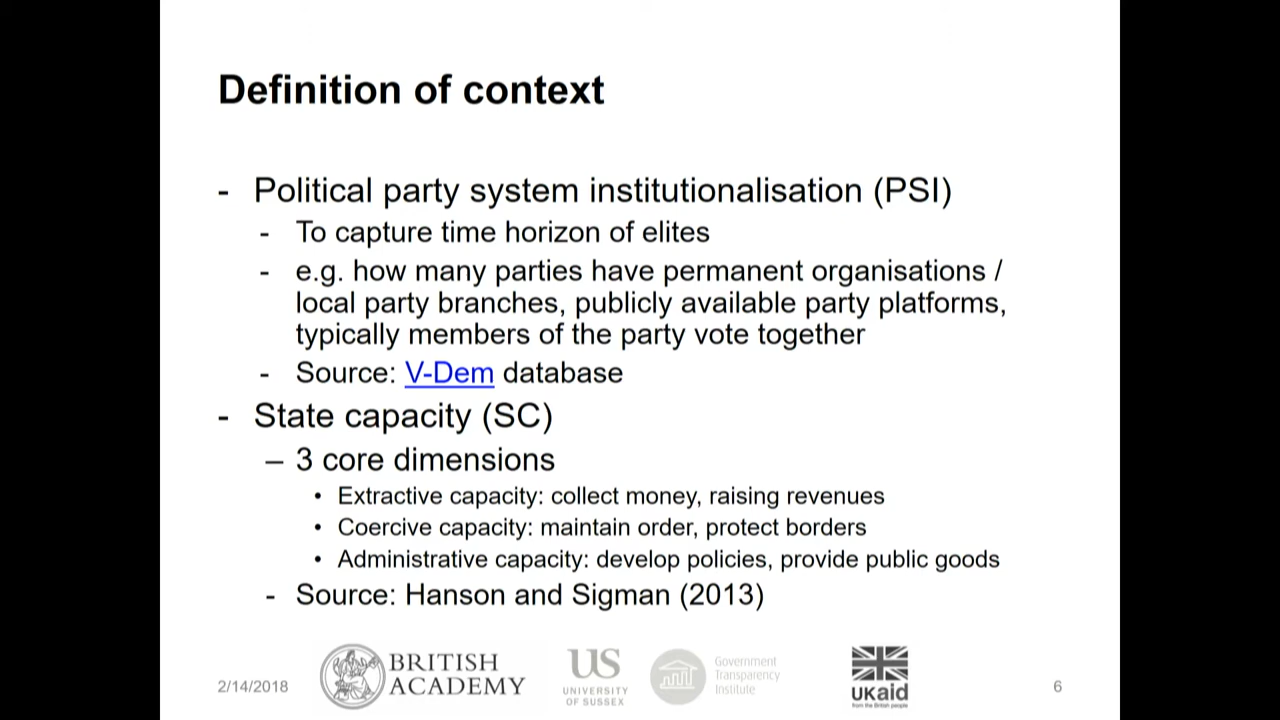 Definition of context
- Political party system institutionalisation (PSI)
- To capture time horizon of elites
- e.g. how many parties have permanent organisations /
local party branches, publicly available party platforms,
typically members of the party vote together
- Source: V-Dem database
- State capacity (SC)
– 3 core dimensions
• Extractive capacity: collect money, raising revenues
• Coercive capacity: maintain order, protect borders
• Administrative capacity: develop policies, provide public goods
- Source: Hanson and Sigman (2013)
2/14/2018
BRITISH
ACADEMY
US
UNIVERSITY
OF SUSSEX
Government
Transparency
Institute
UKaid
from the British people
6